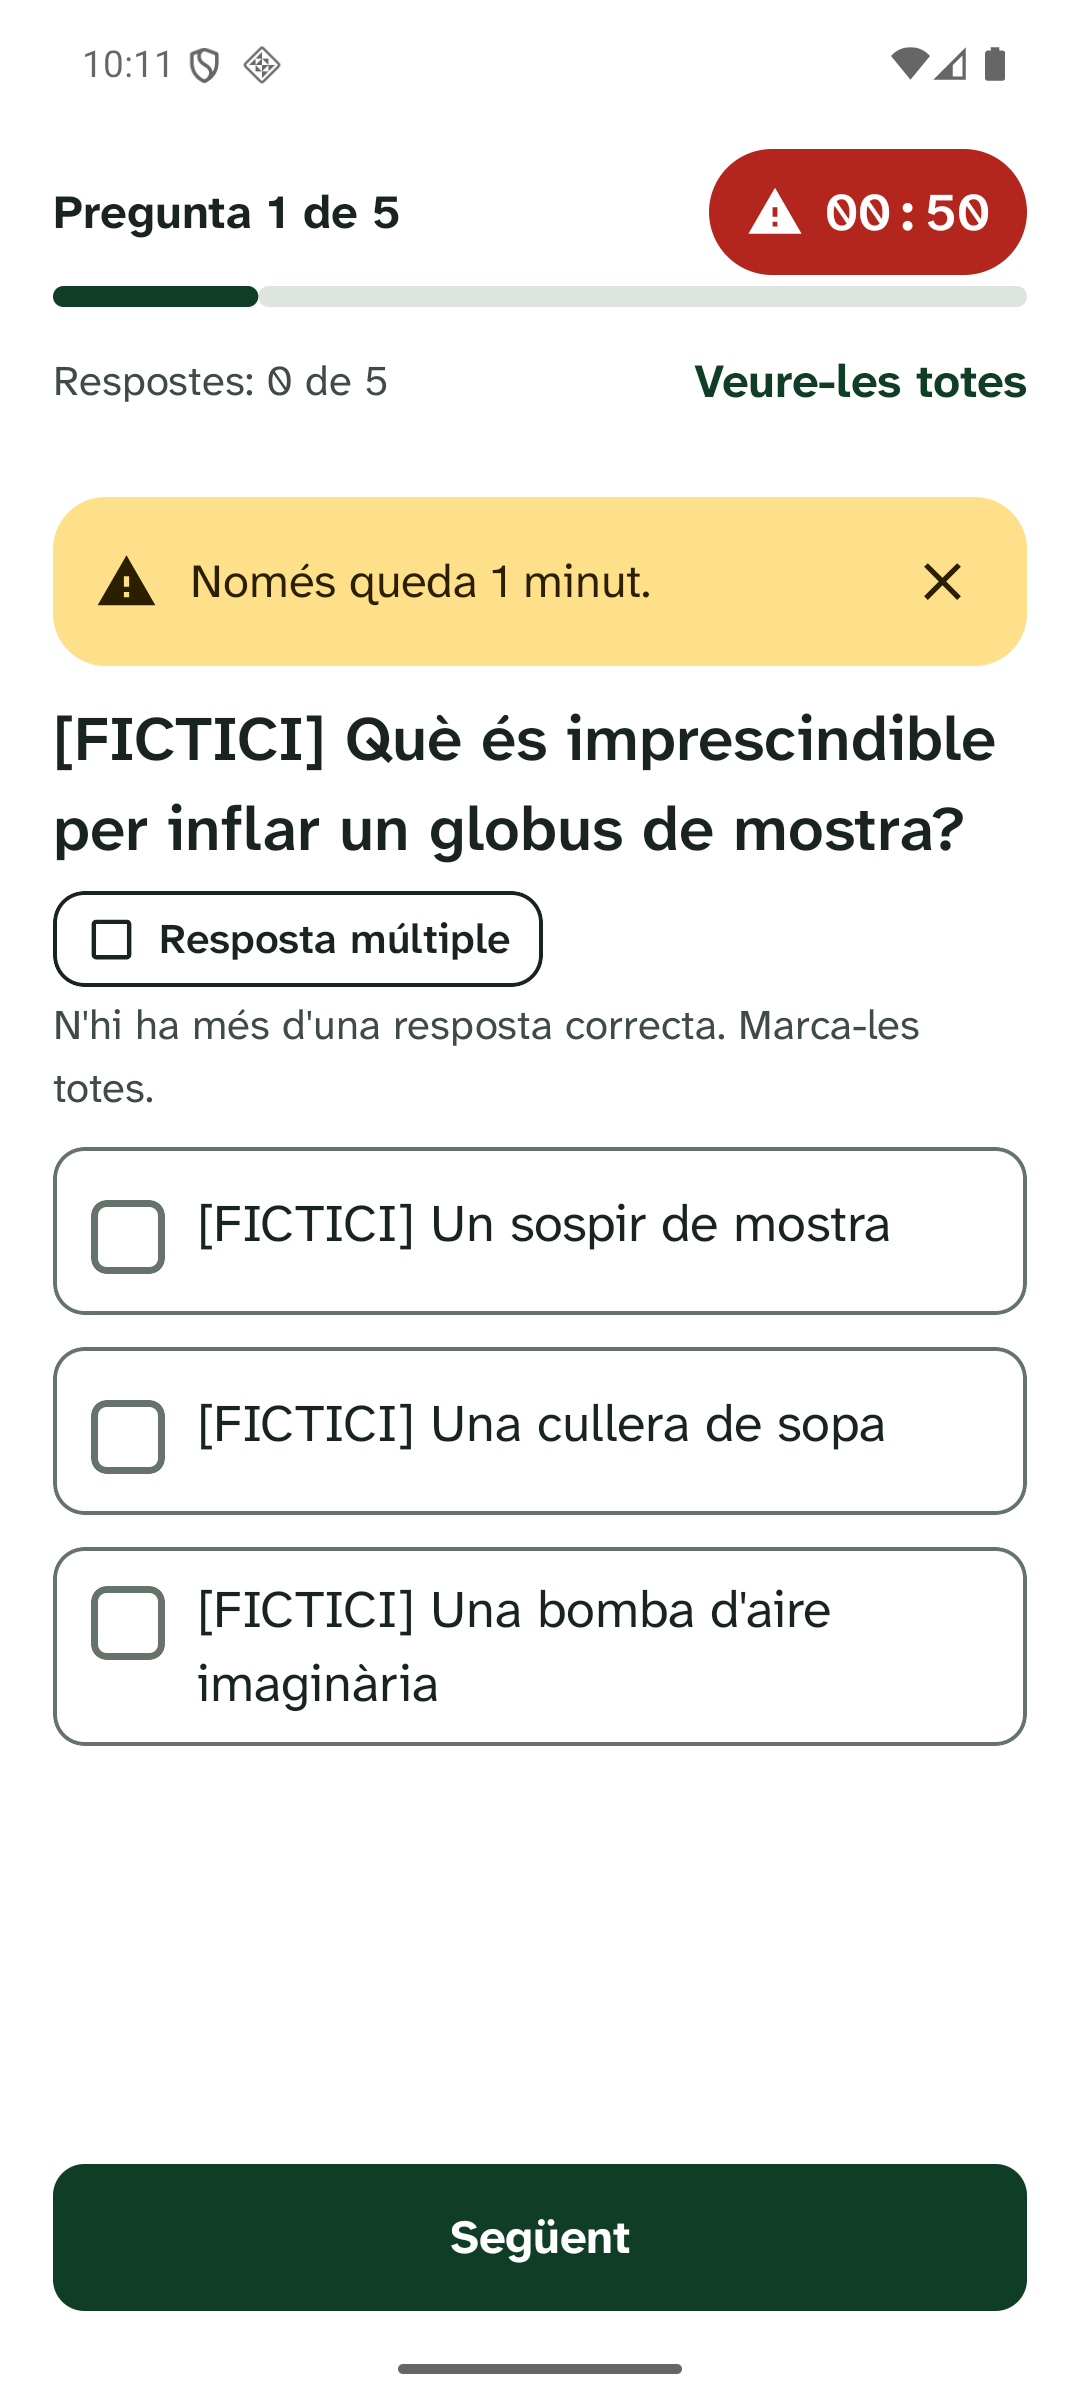 10:11
Pregunta 1 de 5
00:50
Respostes: 0 de 5
Veure-les totes
Només queda 1 minut.
[FICTICI] Què és imprescindible
per inflar un globus de mostra?
Resposta múltiple
N'hi ha més d'una resposta correcta. Marca-les
totes.
[FICTICI] Un sospir de mostra
[FICTICI] Una cullera de sopa
[FICTICI] Una bomba d'aire
imaginària
Següent